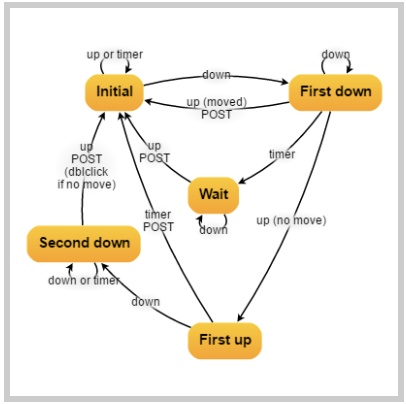 up or timer
down
down
Initial
First down
up (moved)
POST
up
POST
(dblclick
if no move)
up
POST
timer
Wait
timer
POST
up (no move)
down
Second down
down or timer
down
First up